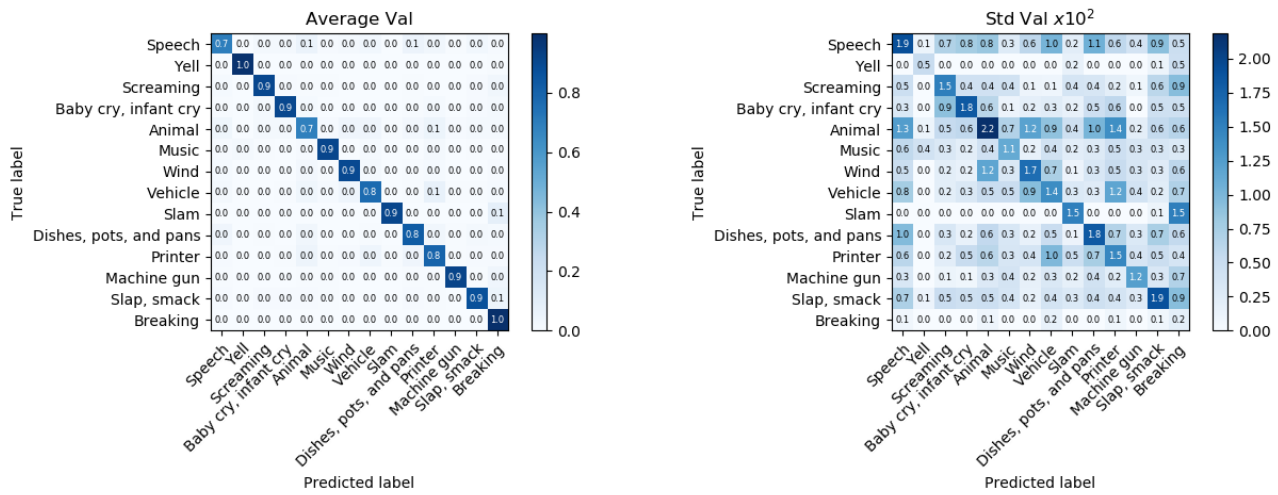 Average Val
Speech 0.7 0.0 0.0 0.0 0.1 0.0 0.0 0.0 0.0 0.1 0.0 0.0 0.0 0.0
Yell 0.0 1.0 0.0 0.0 0.0 0.0 0.0 0.0 0.0 0.0 0.0 0.0 0.0 0.0
Screaming 0.0 0.0 0.9 0.0 0.0 0.0 0.0 0.0 0.0 0.0 0.0 0.0 0.0 0.0
Baby cry, infant cry 0.0 0.0 0.0 0.9 0.0 0.0 0.0 0.0 0.0 0.0 0.0 0.0 0.0 0.0
Animal 0.0 0.0 0.0 0.0 0.7 0.0 0.0 0.0 0.0 0.0 0.1 0.0 0.0 0.0
Music 0.0 0.0 0.0 0.0 0.0 0.9 0.0 0.0 0.0 0.0 0.0 0.0 0.0 0.0
Wind 0.0 0.0 0.0 0.0 0.0 0.0 0.9 0.0 0.0 0.0 0.0 0.0 0.0 0.0
Vehicle 0.0 0.0 0.0 0.0 0.0 0.0 0.0 0.8 0.0 0.0 0.1 0.0 0.0 0.0
Slam 0.0 0.0 0.0 0.0 0.0 0.0 0.0 0.0 0.9 0.0 0.0 0.0 0.0 0.1
Dishes, pots, and pans 0.0 0.0 0.0 0.0 0.0 0.0 0.0 0.0 0.0 0.8 0.0 0.0 0.0 0.0
Printer 0.0 0.0 0.0 0.0 0.0 0.0 0.0 0.0 0.0 0.0 0.8 0.0 0.0 0.0
Machine gun 0.0 0.0 0.0 0.0 0.0 0.0 0.0 0.0 0.0 0.0 0.0 0.9 0.0 0.0
Slap, smack 0.0 0.0 0.0 0.0 0.0 0.0 0.0 0.0 0.0 0.0 0.0 0.0 0.9 0.1
Breaking 0.0 0.0 0.0 0.0 0.0 0.0 0.0 0.0 0.0 0.0 0.0 0.0 0.0 1.0
True label
Speech
Yell
Screaming
Baby cry, infant cry
Animal
Music
Wind
Vehicle
Slam
Dishes, pots, and pans
Printer
Machine gun
Slap, smack
Breaking
Predicted label
0.8
0.6
0.4
0.2
0.0
Std Val x10²
Speech 1.9 0.1 0.7 0.8 0.8 0.3 0.6 1.0 0.2 1.1 0.6 0.4 0.9 0.5
Yell 0.0 0.5 0.0 0.0 0.0 0.0 0.0 0.0 0.2 0.0 0.0 0.0 0.1 0.5
Screaming 0.5 0.0 1.5 0.4 0.4 0.1 0.1 0.4 0.4 0.2 0.4 0.1 0.5 0.9
Baby cry, infant cry 0.3 0.0 0.9 1.8 0.6 0.1 0.2 0.3 0.2 0.5 0.6 0.0 0.5 0.5
Animal 1.3 0.1 0.5 0.6 2.2 0.7 1.2 0.9 0.4 1.0 1.4 0.2 0.6 0.6
Music 0.6 0.4 0.3 0.2 0.4 1.1 0.2 0.4 0.2 0.3 0.5 0.3 0.3 0.3
Wind 0.5 0.0 0.2 0.2 1.2 0.3 1.7 0.7 0.1 0.3 0.5 0.3 0.4 0.6
Vehicle 0.8 0.0 0.2 0.3 0.5 0.5 0.9 1.4 0.3 0.3 1.2 0.4 0.2 0.7
Slam 0.0 0.0 0.0 0.0 0.0 0.0 0.0 0.0 1.5 0.0 0.0 0.0 0.1 1.5
Dishes, pots, and pans 1.0 0.0 0.3 0.2 0.6 0.3 0.2 0.5 0.1 1.8 0.7 0.3 0.7 0.6
Printer 0.6 0.0 0.2 0.5 0.6 0.3 0.3 1.0 0.5 0.7 1.5 0.4 0.5 0.4
Machine gun 0.3 0.0 0.1 0.1 0.3 0.4 0.2 0.4 0.2 0.3 0.4 1.2 0.3 0.7
Slap, smack 0.7 0.1 0.5 0.5 0.5 0.4 0.2 0.4 0.3 0.4 0.4 0.3 1.9 0.9
Breaking 0.1 0.0 0.0 0.0 0.1 0.0 0.0 0.2 0.0 0.0 0.1 0.0 0.1 0.2
True label
Speech
Yell
Screaming
Baby cry, infant cry
Animal
Music
Wind
Vehicle
Slam
Dishes, pots, and pans
Printer
Machine gun
Slap, smack
Breaking
Predicted label
2.00
1.75
1.50
1.25
1.00
0.75
0.50
0.25
0.00